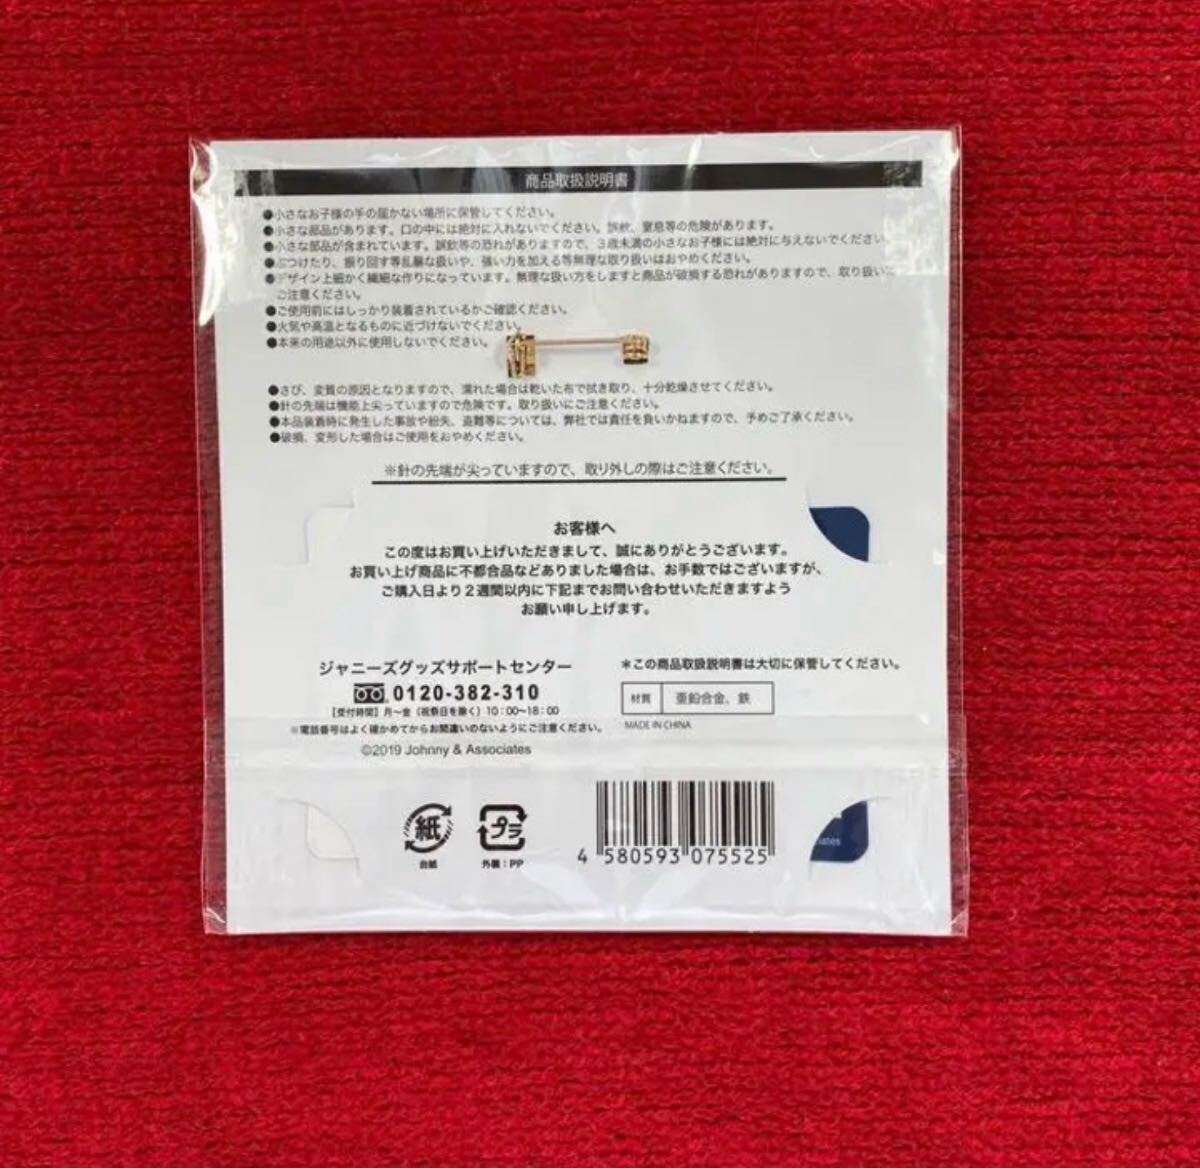 商品取扱説明書
●小さなお子様の手の届かない場所に保管してください。
●小さな部品があります。口の中には絶対に入れないでください。誤飲、窒息等の危険があります。
●小さな部品が含まれています。誤飲等の恐れがありますので、３歳未満の小さなお子様には絶対に与えないでください。
●ぶつけたり、振り回す等乱暴な扱いや、強い力を加える等無理な取り扱いはおやめください。
●デザイン上細かく繊細な作りになっています。無理な扱い方をしますと商品が破損する恐れがありますので、取り扱いに
ご注意ください。
●ご使用前にはしっかり装着されているかご確認ください。
●火気や高温となるものに近づけないでください。
●本来の用途以外に使用しないでください。
●さび、変質の原因となりますので、濡れた場合は乾いた布で拭き取り、十分乾燥させてください。
●針の先端は機能上尖っていますので危険です。取り扱いにご注意ください。
●本品装着時に発生した事故や紛失、盗難等については、弊社では責任を負いかねますので、予めご了承ください。
●破損、変形した場合はご使用をおやめください。
※針の先端が尖っていますので、取り外しの際はご注意ください。
お客様へ
この度はお買い上げいただきまして、誠にありがとうございます。
お買い上げ商品に不都合品などありました場合は、お手数ではございますが、
ご購入日より２週間以内に下記までお問い合わせいただきますよう
お願い申し上げます。
ジャニーズグッズサポートセンター
0120-382-310
【受付時間】月～金（祝祭日を除く）10：00～18：00
※電話番号はよく確かめてからお間違いのないようにご注意ください。
©2019 Johnny & Associates
＊この商品取扱説明書は大切に保管してください。
材質 亜鉛合金、鉄
MADE IN CHINA
紙
台紙
プラ
外装：PP
4 580593 075525
iates